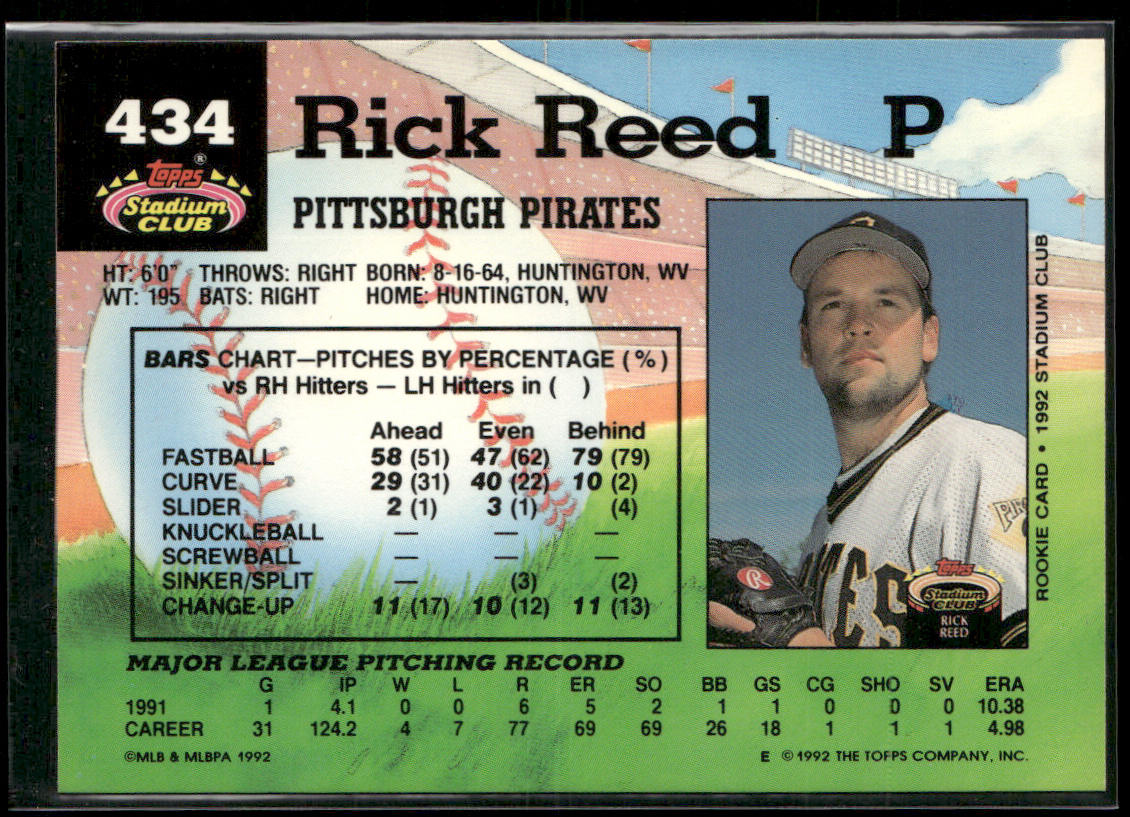 434
Rick Reed P
TOPPS®
Stadium
CLUB
PITTSBURGH PIRATES
HT: 6'0" THROWS: RIGHT BORN: 8-16-64, HUNTINGTON, WV
WT: 195 BATS: RIGHT HOME: HUNTINGTON, WV
BARS CHART—PITCHES BY PERCENTAGE (%)
vs RH Hitters — LH Hitters in ( )
Ahead Even Behind
FASTBALL 58 (51) 47 (62) 79 (79)
CURVE 29 (31) 40 (22) 10 (2)
SLIDER 2 (1) 3 (1) (4)
KNUCKLEBALL — — —
SCREWBALL — — —
SINKER/SPLIT — (3) (2)
CHANGE-UP 11 (17) 10 (12) 11 (13)
ROOKIE CARD • 1992 STADIUM CLUB
R
TOPPS
Stadium
CLUB
RICK
REED
MAJOR LEAGUE PITCHING RECORD
G IP W L R ER SO BB GS CG SHO SV ERA
1991 1 4.1 0 0 6 5 2 1 1 0 0 0 10.38
CAREER 31 124.2 4 7 77 69 69 26 18 1 1 1 4.98
©MLB & MLBPA 1992
E ©1992 THE TOPPS COMPANY, INC.